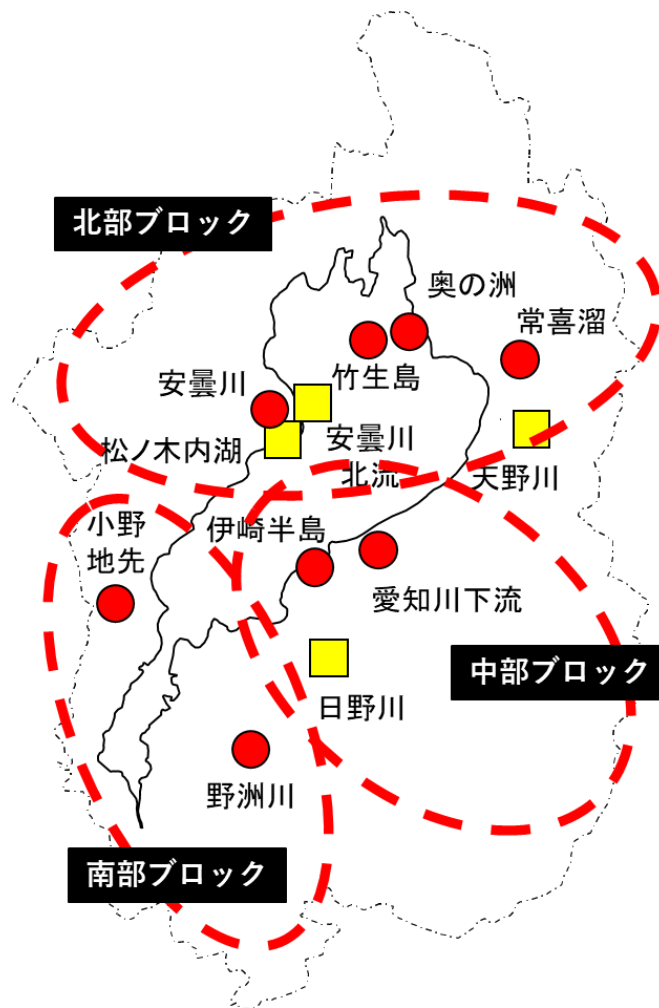 北部ブロック
奥の洲
常喜溜
竹生島
安曇川
安曇川
北流
松ノ木内湖
天野川
小野
地先
伊崎半島
愛知川下流
中部ブロック
日野川
野洲川
南部ブロック